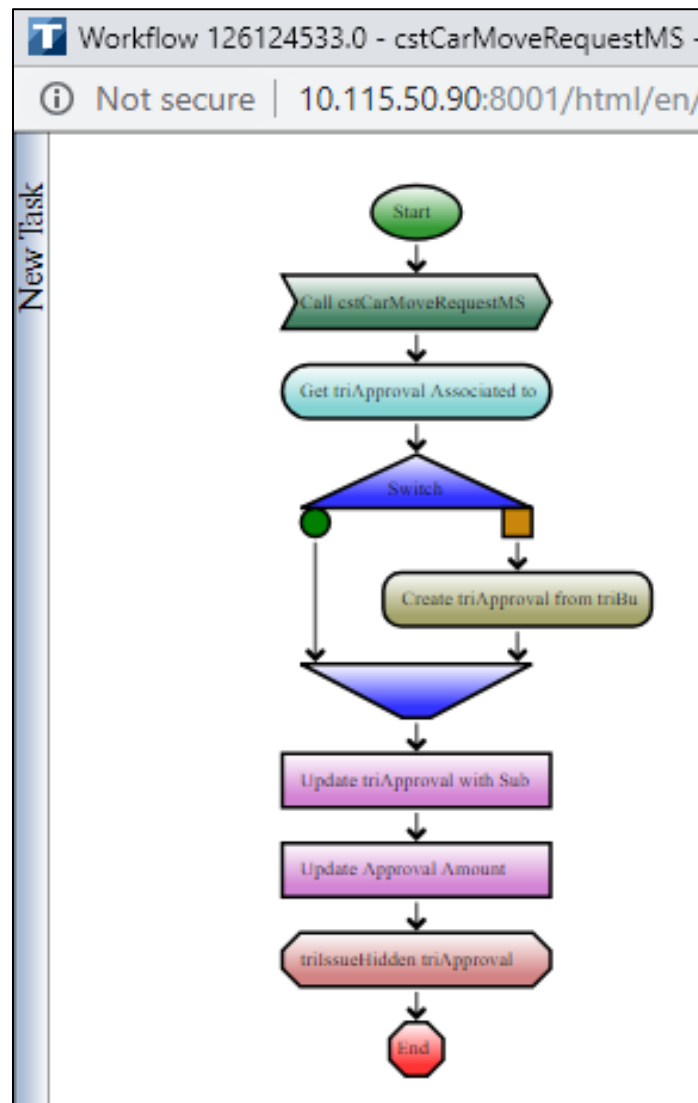 Workflow 126124533.0 - cstCarMoveRequestMS -
Not secure | 10.115.50.90:8001/html/en/
New Task
Start
Call cstCarMoveRequestMS
Get triApproval Associated to
Switch
Create triApproval from triBu
Update triApproval with Sub
Update Approval Amount
triIssueHidden triApproval
End